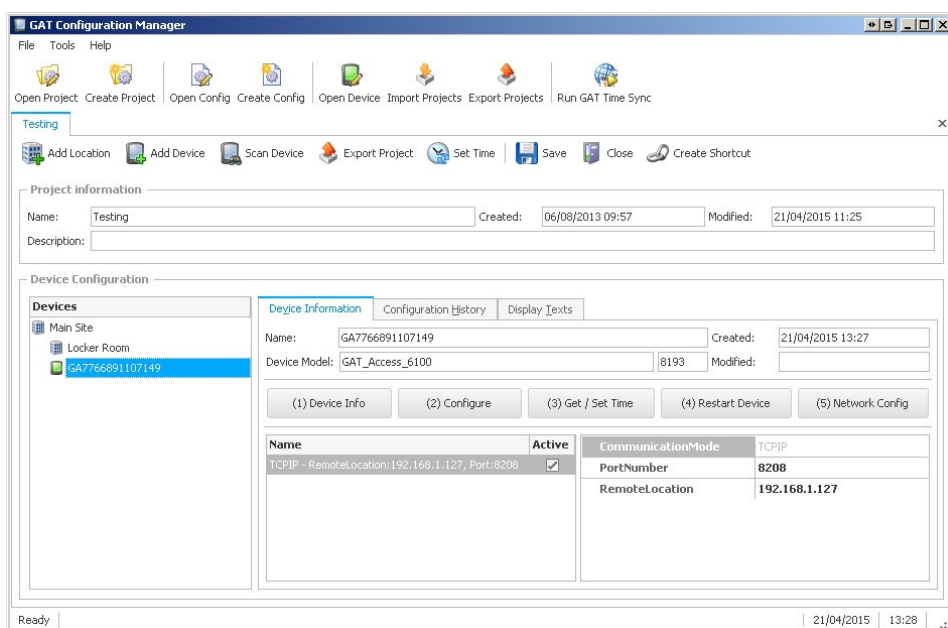 GAT Configuration Manager
File Tools Help
Open Project Create Project Open Config Create Config Open Device Import Projects Export Projects Run GAT Time Sync
Testing
Add Location Add Device Scan Device Export Project Set Time Save Close Create Shortcut
Project information
Name: Testing Created: 06/08/2013 09:57 Modified: 21/04/2015 11:25
Description:
Device Configuration
Devices
Main Site
Locker Room
GA7766891107149
Device Information Configuration History Display Texts
Name: GA7766891107149 Created: 21/04/2015 13:27
Device Model: GAT_Access_6100 8193 Modified:
(1) Device Info (2) Configure (3) Get / Set Time (4) Restart Device (5) Network Config
Name Active
TCPIP - RemoteLocation:192.168.1.127, Port:8208
CommunicationMode TCPIP
PortNumber 8208
RemoteLocation 192.168.1.127
Ready 21/04/2015 13:28